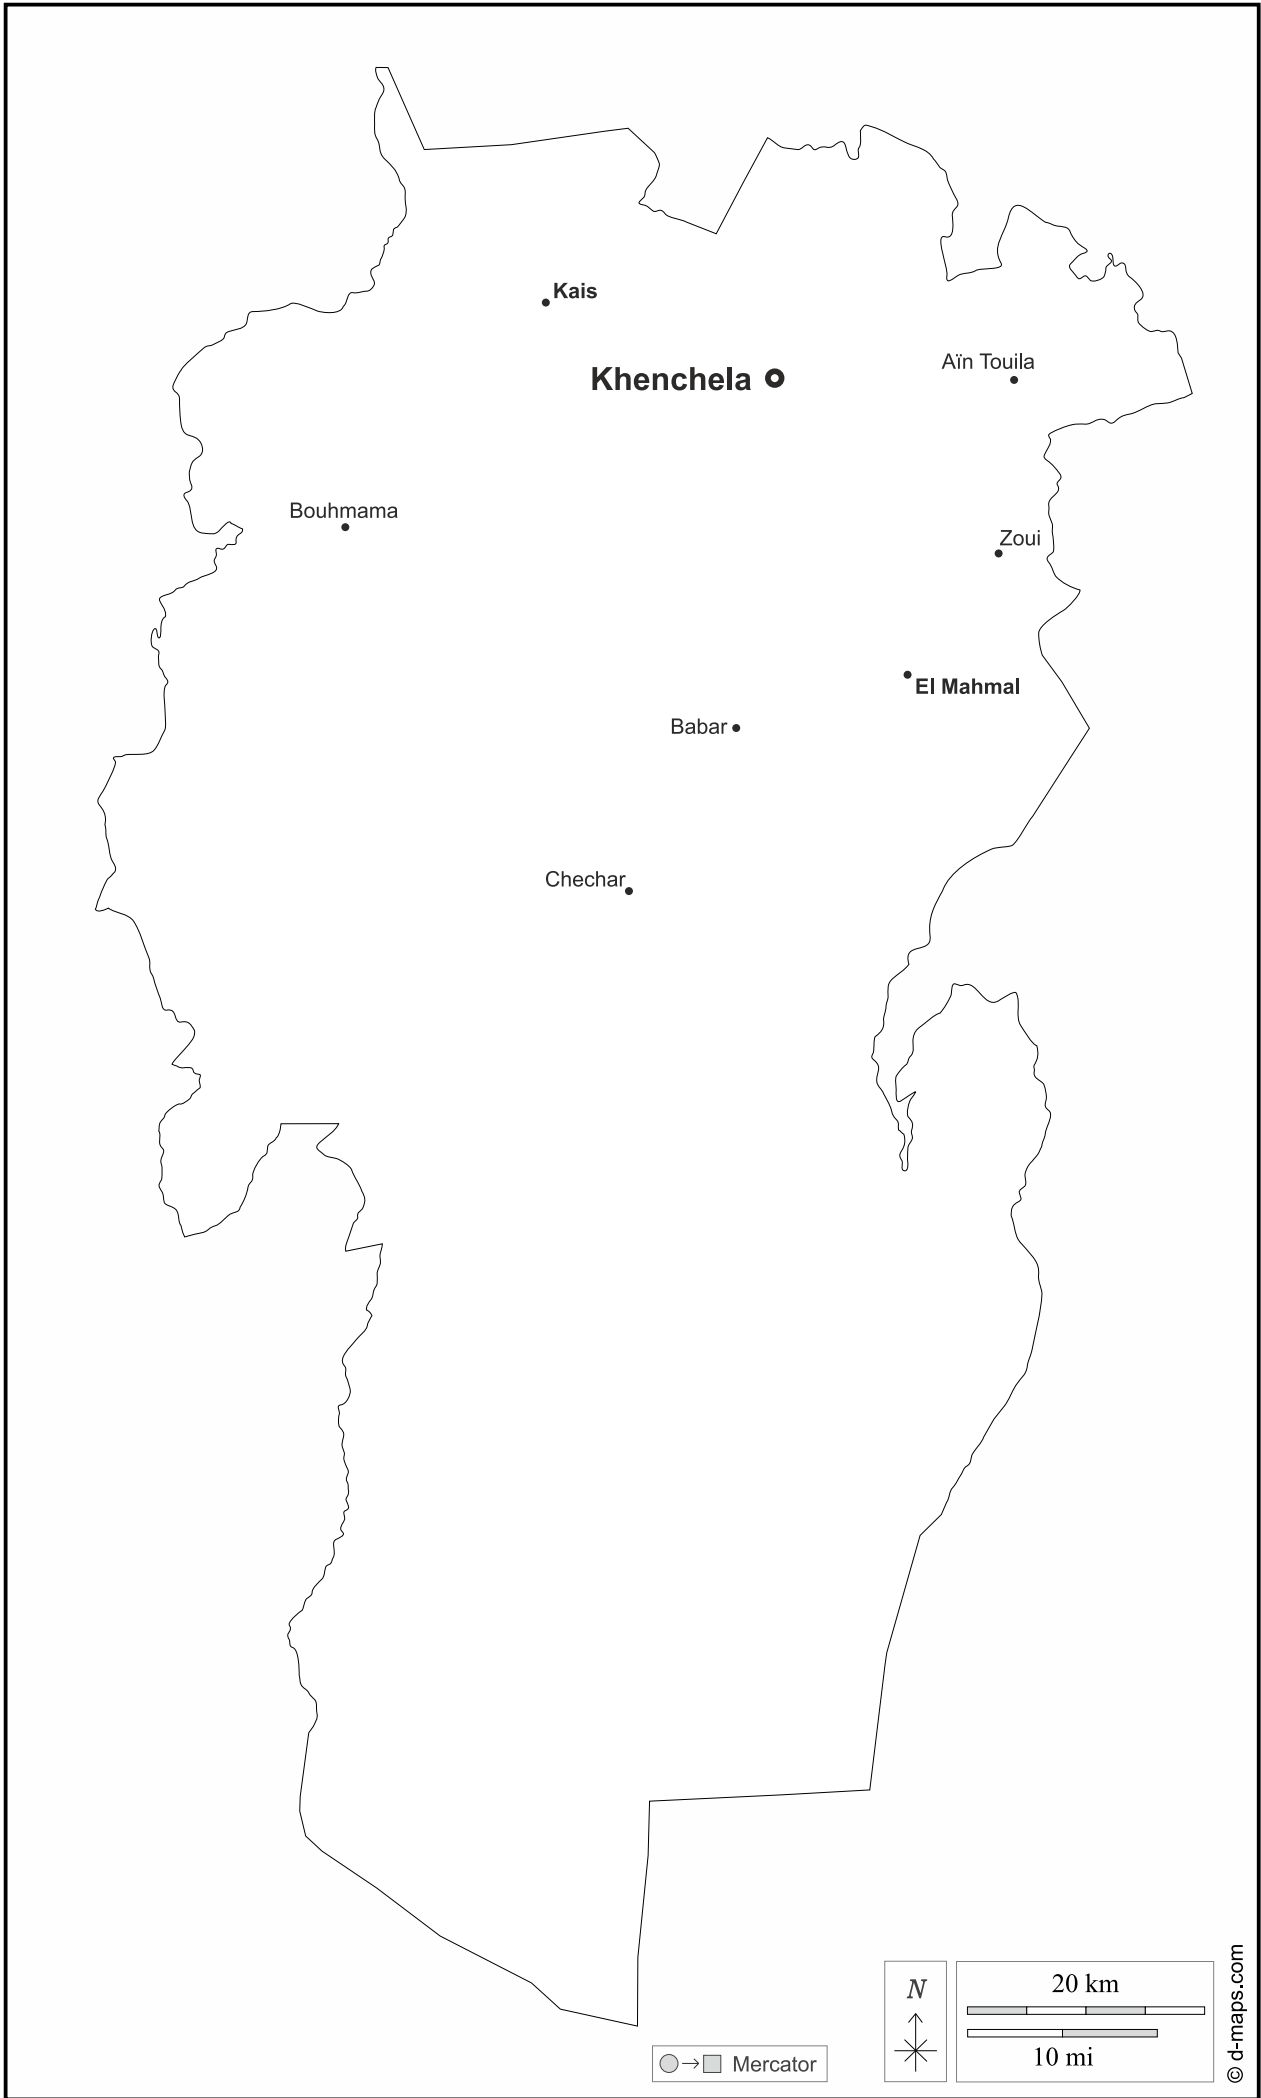 Kais
Khenchela
Aïn Touila
Bouhmama
Zoui
El Mahmal
Babar
Chechar
N
20 km
10 mi
Mercator
© d-maps.com